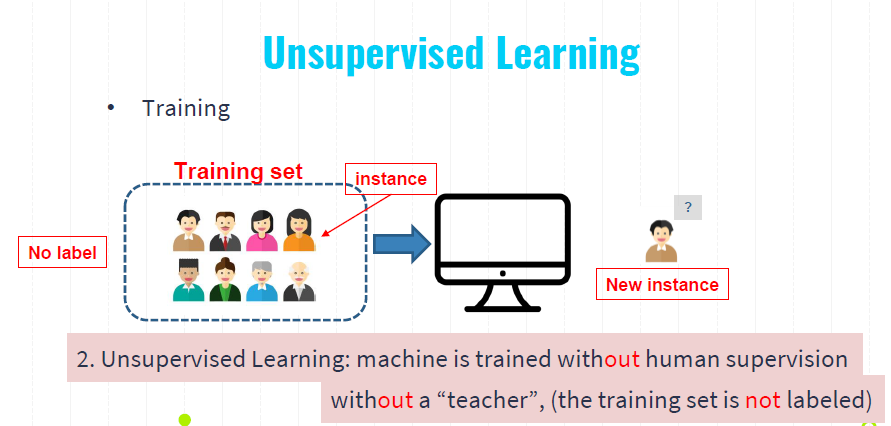 Unsupervised Learning
• Training
Training set
instance
?
No label
New instance
2. Unsupervised Learning: machine is trained without human supervision
without a “teacher”, (the training set is not labeled)